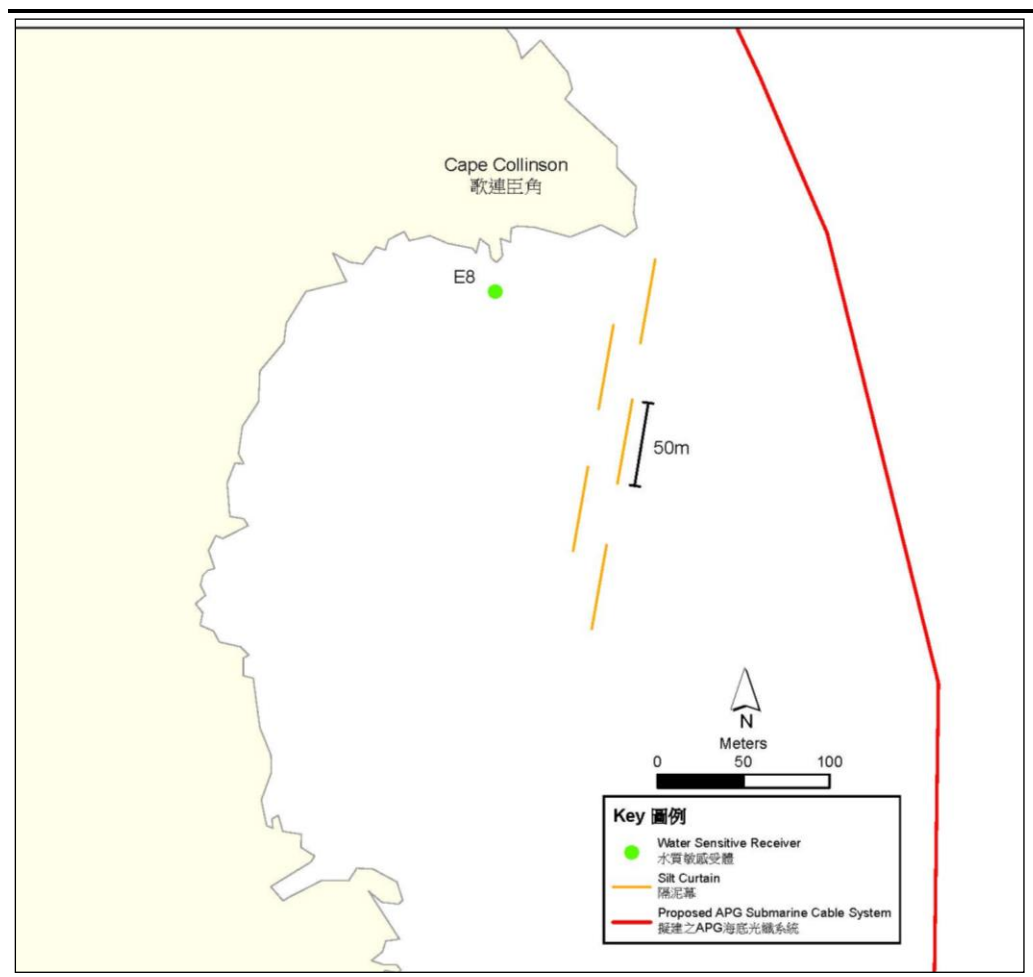 Cape Collinson
歌連臣角
E8
50m
N
Meters
0 50 100
Key 圖例
Water Sensitive Receiver
水質敏感受體
Silt Curtain
隔泥幕
Proposed APG Submarine Cable System
擬建之APG海底光纖系統